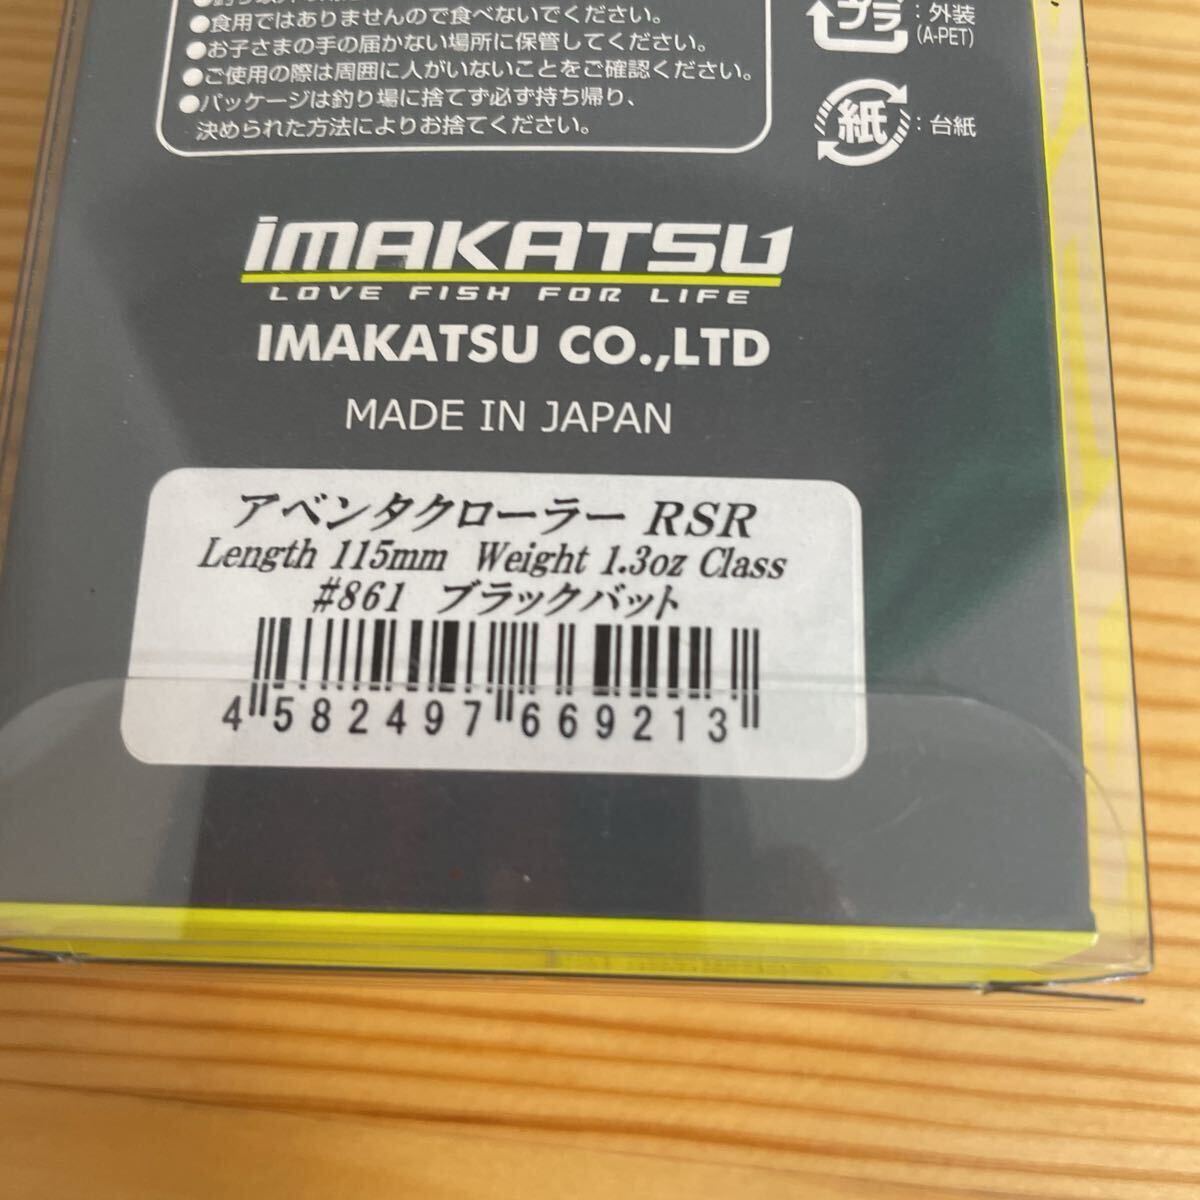 ●食用ではありませんので食べないでください。
●お子さまの手の届かない場所に保管してください。
●ご使用の際は周囲に人がいないことをご確認ください。
●パッケージは釣り場に捨てず必ず持ち帰り、
決められた方法によりお捨てください。
プラ : 外装
(A-PET)
紙 : 台紙
iMAKATSU
LOVE FISH FOR LIFE
IMAKATSU CO.,LTD
MADE IN JAPAN
アベンタクローラー RSR
Length 115mm Weight 1.3oz Class
#861 ブラックバット
4 582497 669213